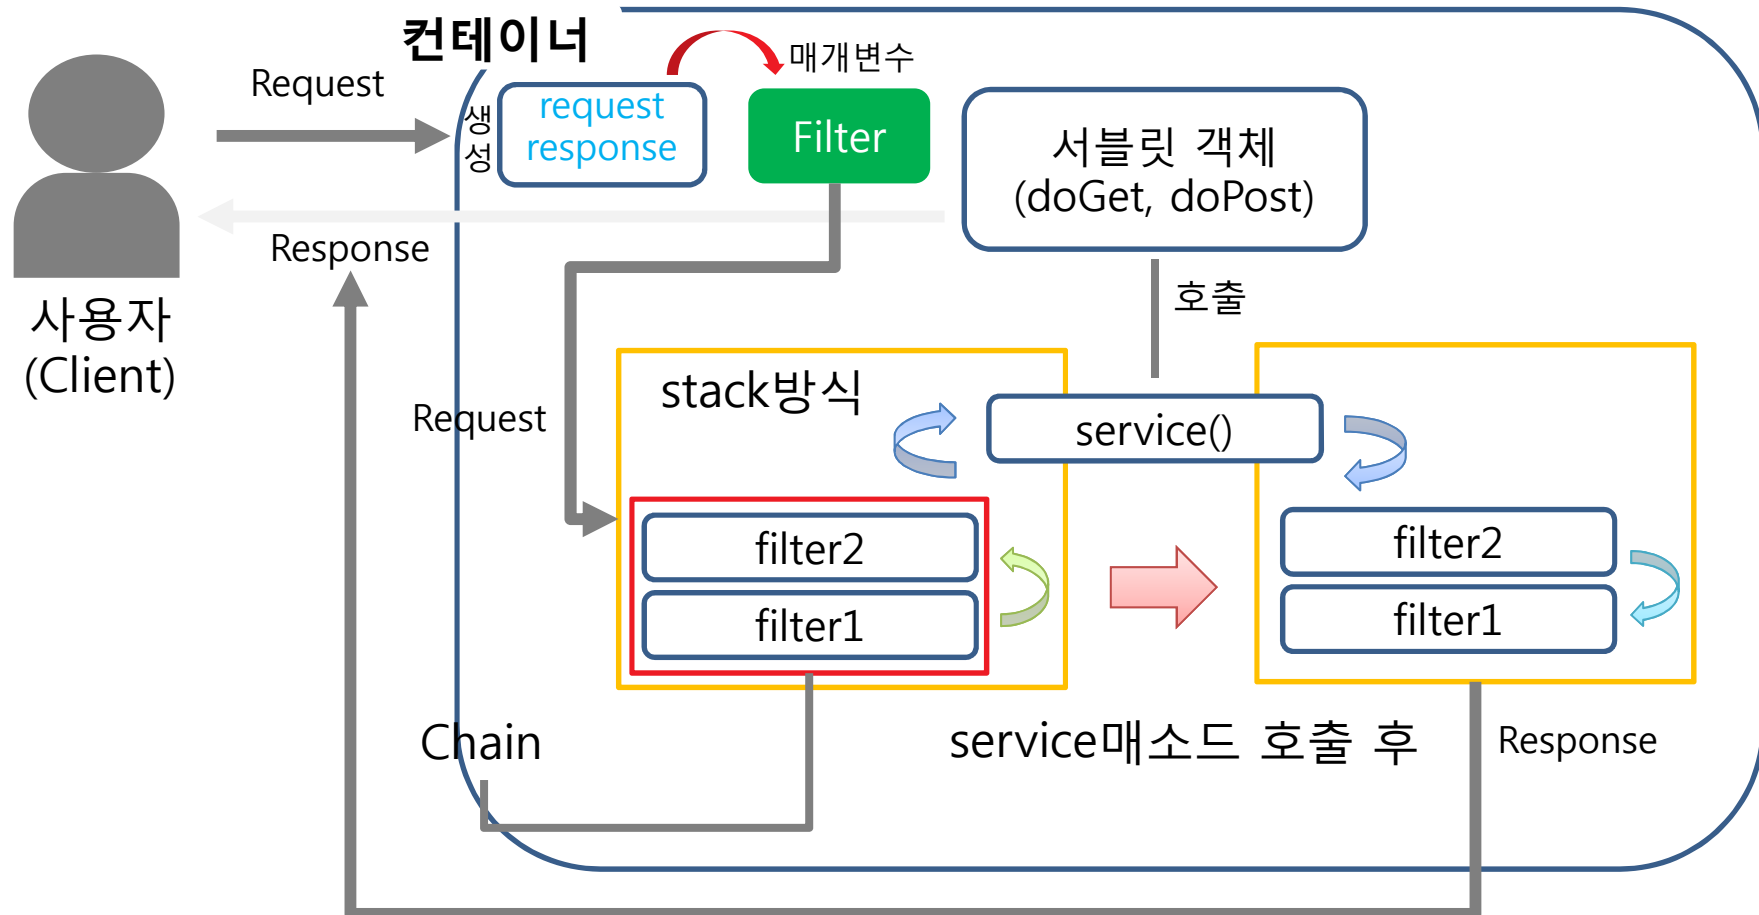 컨테이너
Request
생
성
request
response
매개변수
Filter
서블릿 객체
(doGet, doPost)
Response
사용자
(Client)
호출
Request
stack방식
service()
filter2
filter1
filter2
filter1
Chain
service매소드 호출 후
Response